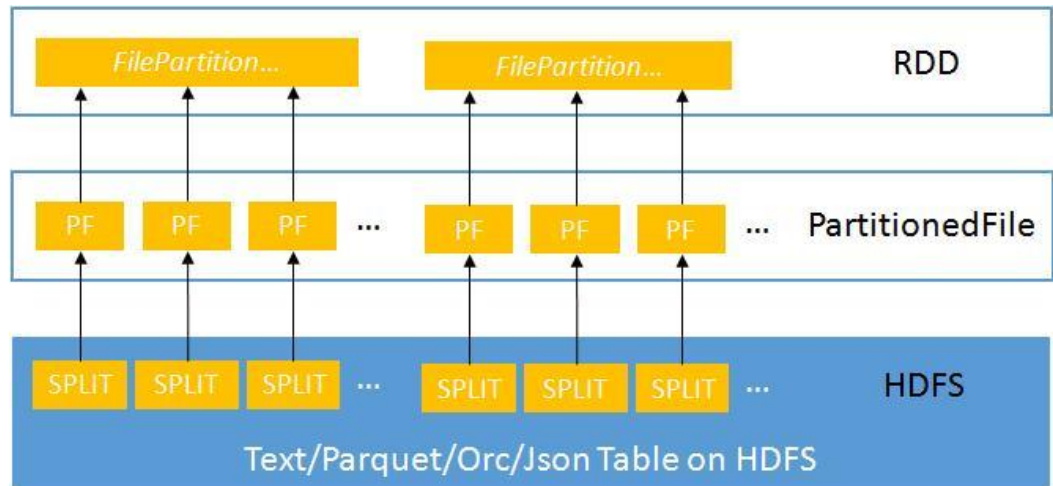 FilePartition... FilePartition... RDD
PF PF PF ... PF PF PF ... PartitionedFile
SPLIT SPLIT SPLIT ... SPLIT SPLIT SPLIT ... HDFS
Text/Parquet/Orc/Json Table on HDFS